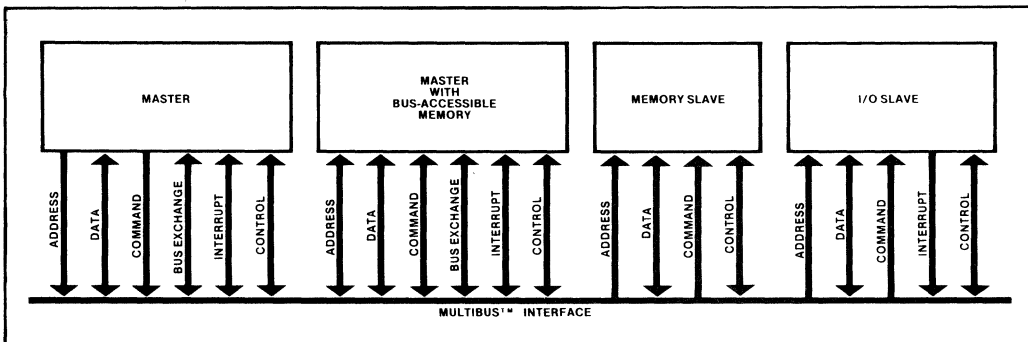 MASTER
MASTER
WITH
BUS-ACCESSIBLE
MEMORY
MEMORY SLAVE
I/O SLAVE
ADDRESS
DATA
COMMAND
BUS EXCHANGE
INTERRUPT
CONTROL
ADDRESS
DATA
COMMAND
BUS EXCHANGE
INTERRUPT
CONTROL
ADDRESS
DATA
COMMAND
CONTROL
ADDRESS
DATA
COMMAND
INTERRUPT
CONTROL
MULTIBUS™ INTERFACE